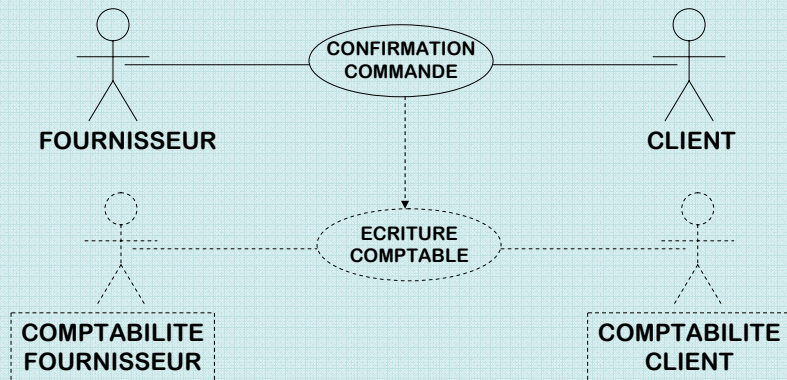 CONFIRMATION
COMMANDE
FOURNISSEUR
CLIENT
ECRITURE
COMPTABLE
COMPTABILITE
FOURNISSEUR
COMPTABILITE
CLIENT